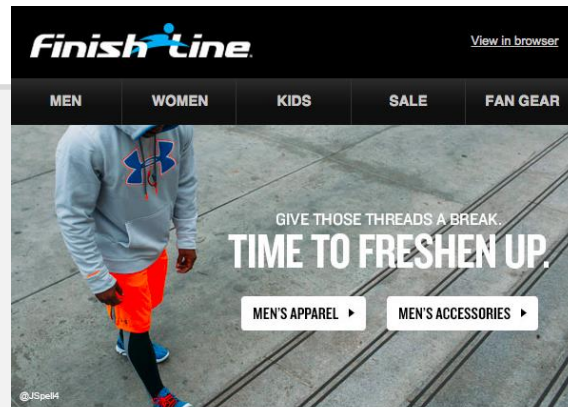 Finish Line
View in browser
MEN WOMEN KIDS SALE FAN GEAR
GIVE THOSE THREADS A BREAK.
TIME TO FRESHEN UP.
MEN'S APPAREL MEN'S ACCESSORIES
@JSpell4